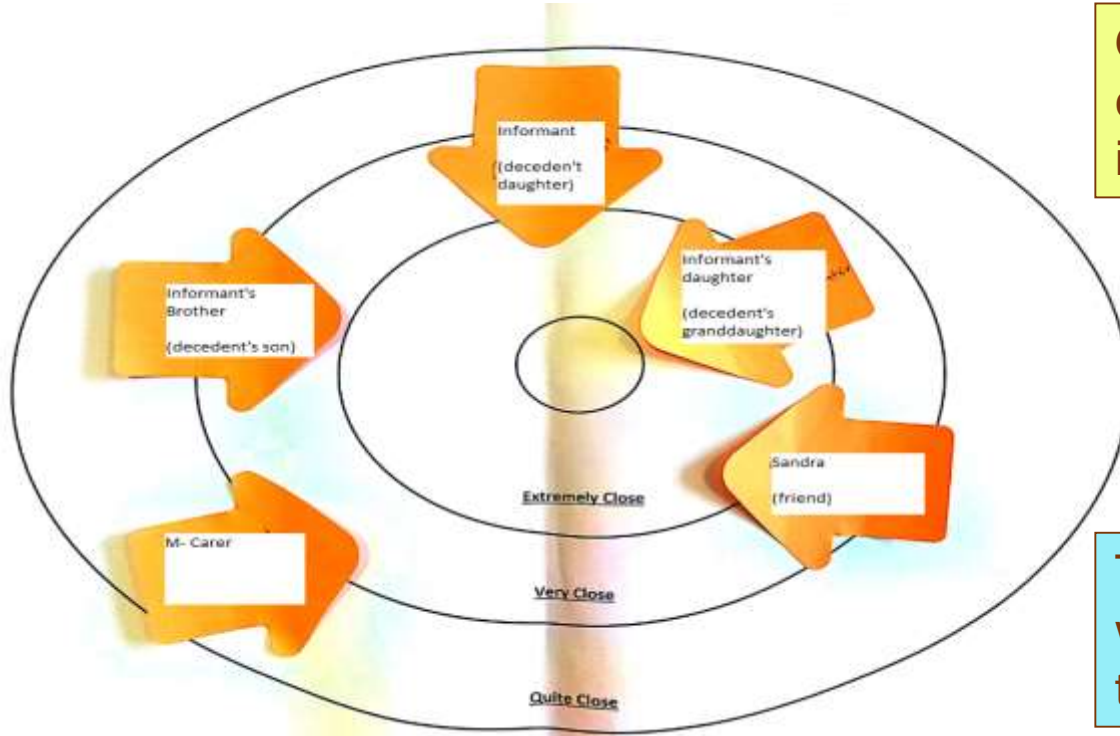 Informant
(deceden't
daughter)
Informant's
daughter
(decedent's
granddaughter)
Informant's
Brother
(decedent's son)
Sandra
(friend)
Extremely Close
M- Carer
Very Close
Quite Close